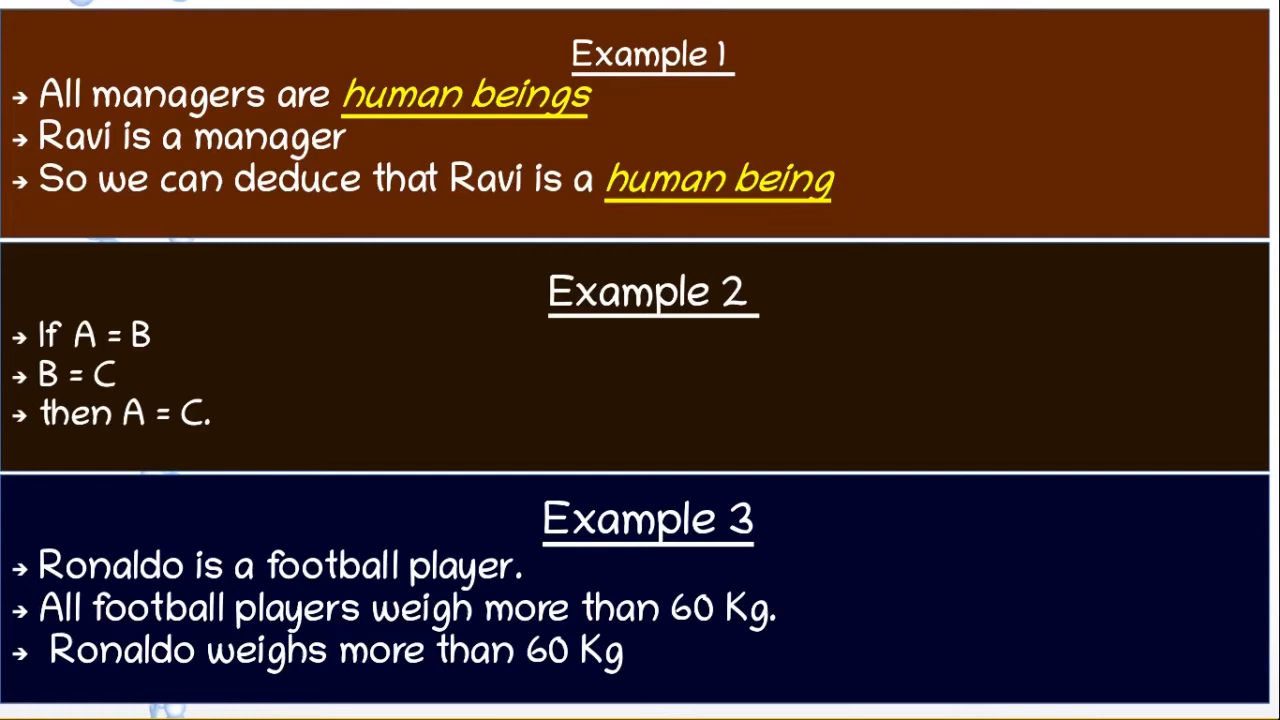 Example 1
→ All managers are human beings
→ Ravi is a manager
→ So we can deduce that Ravi is a human being
Example 2
→ If A = B
→ B = C
→ then A = C.
Example 3
→ Ronaldo is a football player.
→ All football players weigh more than 60 Kg.
→ Ronaldo weighs more than 60 Kg